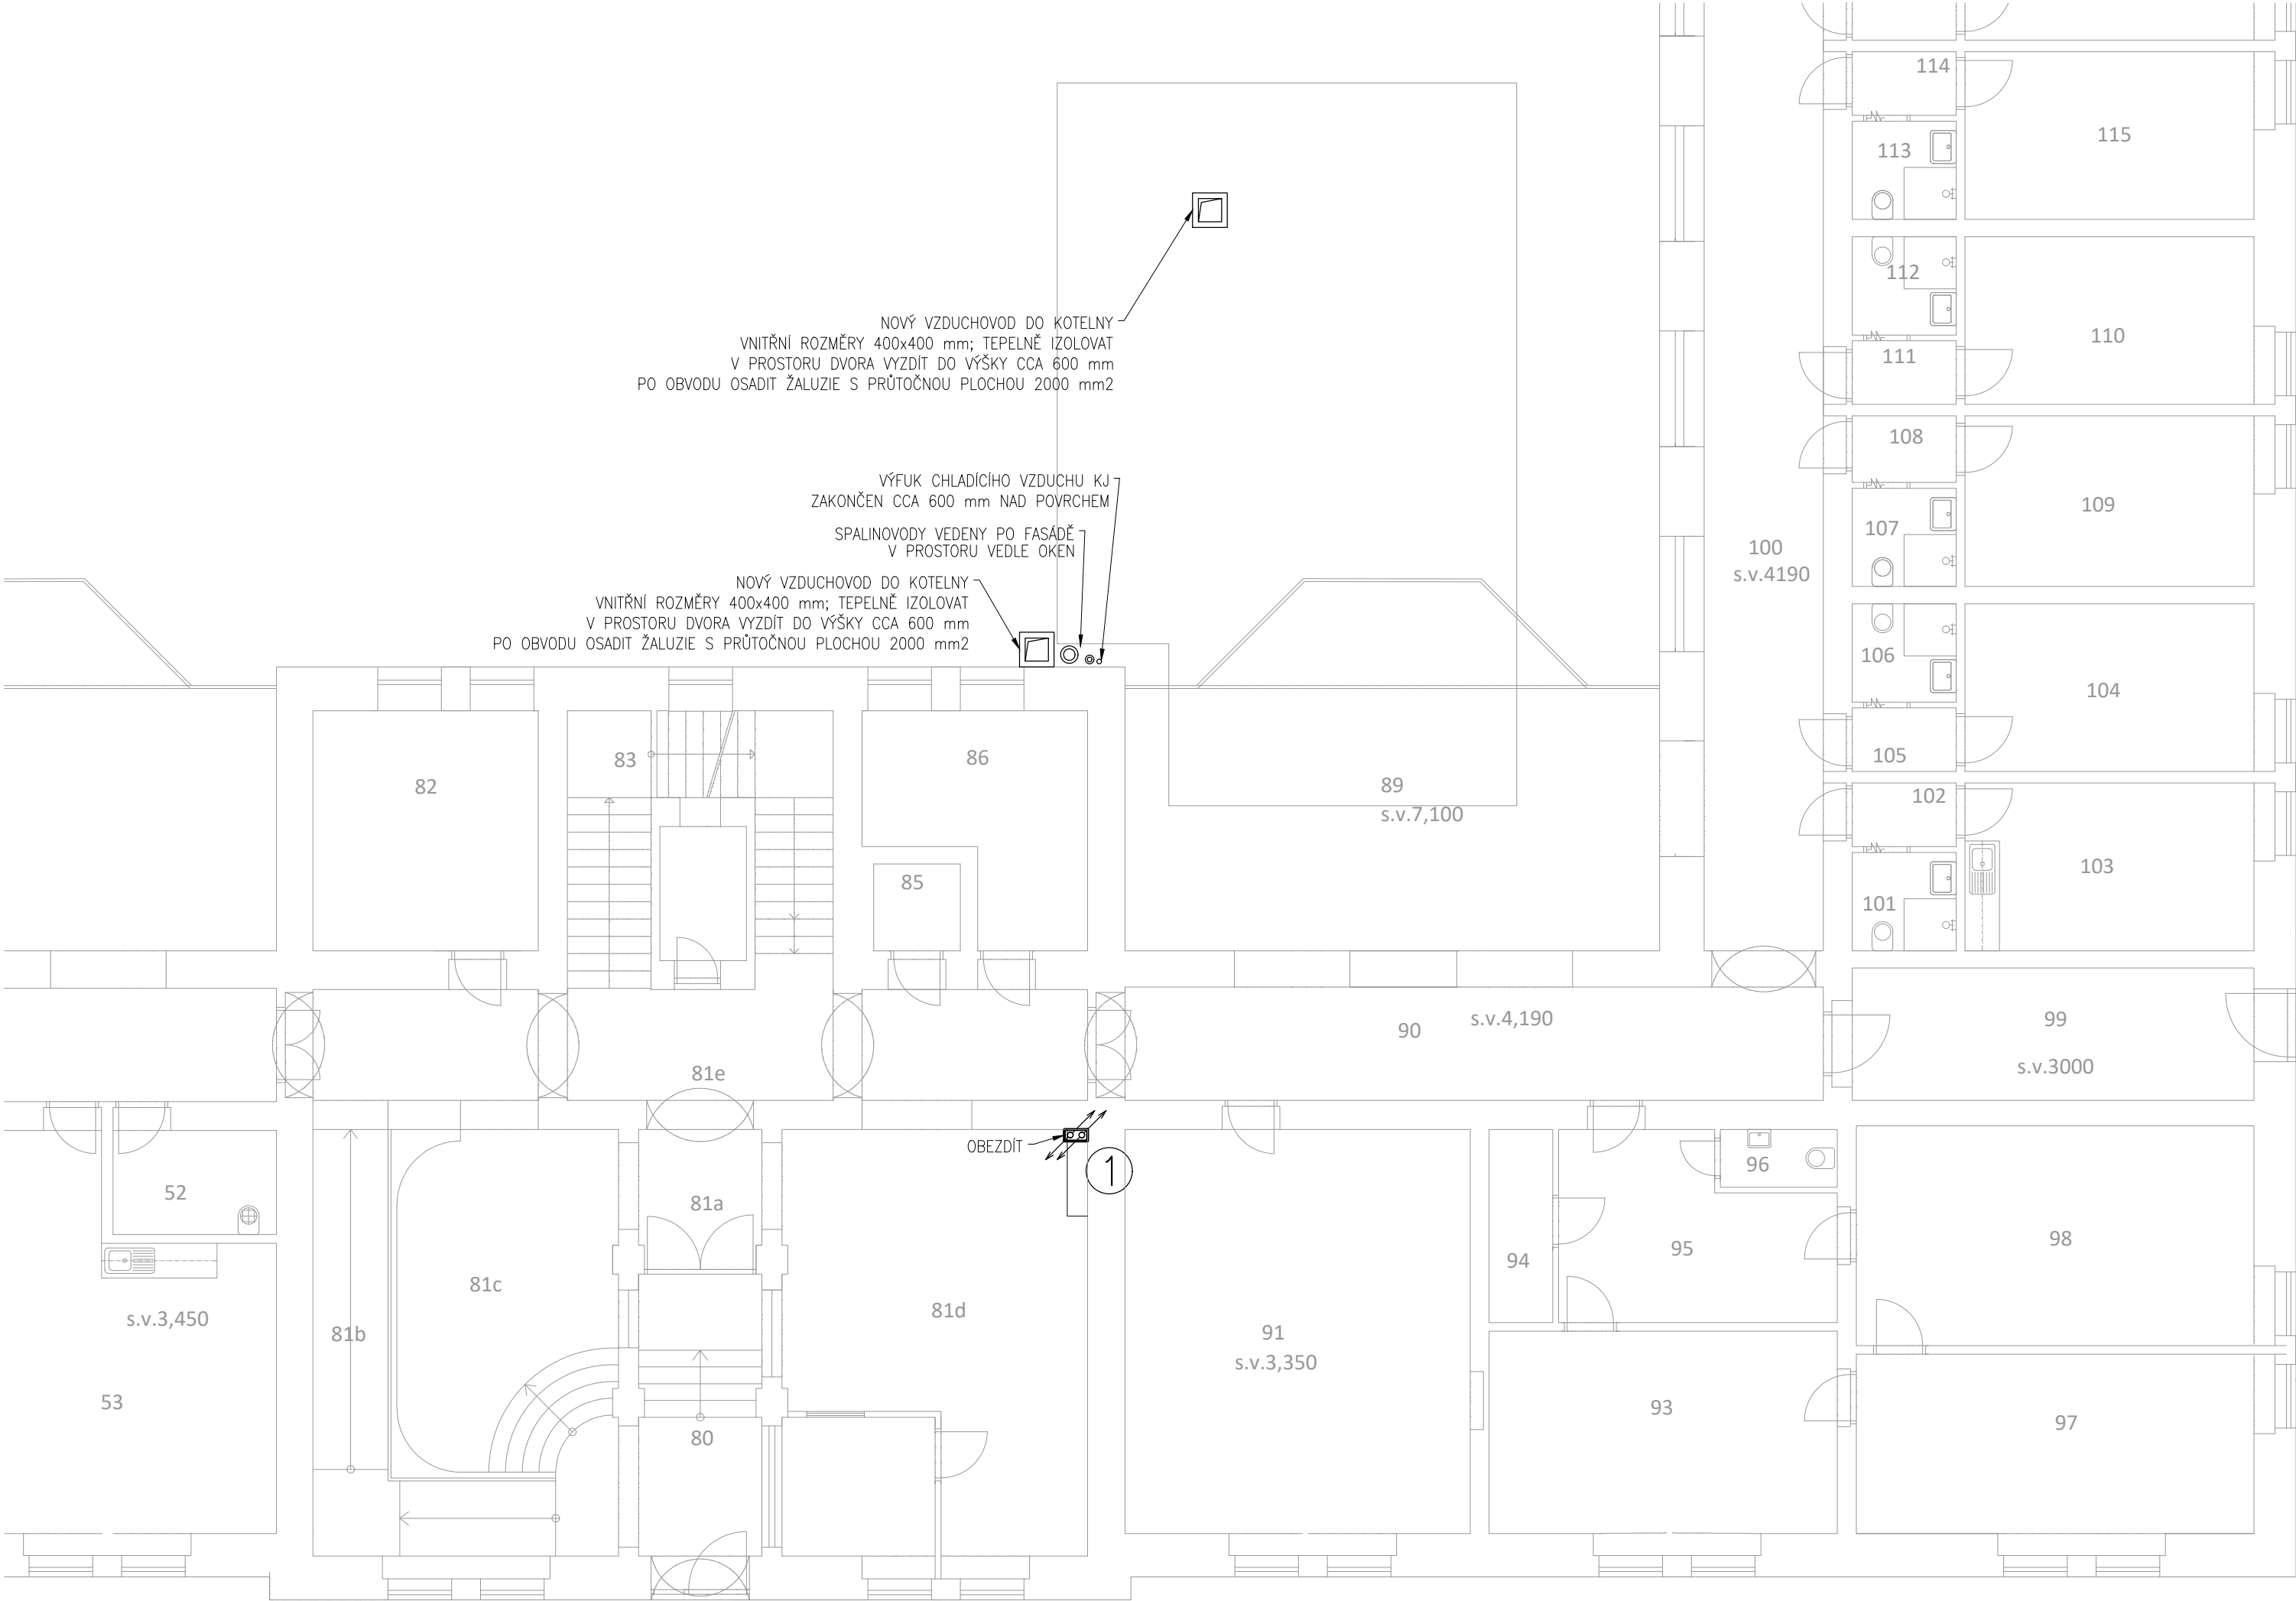 114
115
113
112
110
111
NOVÝ VZDUCHOVOD DO KOTELNY
VNITŘNÍ ROZMĚRY 400x400 mm; TEPELNĚ IZOLOVAT
V PROSTORU DVORA VYZDÍT DO VÝŠKY CCA 600 mm
PO OBVODU OSADIT ŽALUZIE S PRŮTOČNOU PLOCHOU 2000 mm2
108
109
107
VÝFUK CHLADÍCÍHO VZDUCHU KJ
ZAKONČEN CCA 600 mm NAD POVRCHEM
SPALINOVODY VEDENY PO FASÁDĚ
V PROSTORU VEDLE OKEN
100
s.v.4190
NOVÝ VZDUCHOVOD DO KOTELNY
VNITŘNÍ ROZMĚRY 400x400 mm; TEPELNĚ IZOLOVAT
V PROSTORU DVORA VYZDÍT DO VÝŠKY CCA 600 mm
PO OBVODU OSADIT ŽALUZIE S PRŮTOČNOU PLOCHOU 2000 mm2
106
104
105
82
83
86
89
s.v.7,100
102
103
101
85
90
s.v.4,190
99
s.v.3000
81e
OBEZDÍT
1
52
81a
96
98
95
94
81c
81d
81b
s.v.3,450
91
s.v.3,350
53
80
93
97